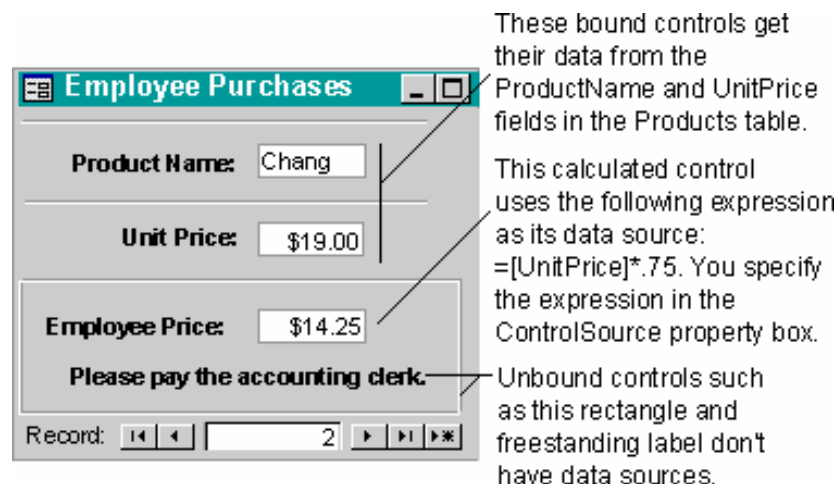 Employee Purchases
Product Name: Chang
Unit Price: $19.00
Employee Price: $14.25
Please pay the accounting clerk.
Record: 2
These bound controls get
their data from the
ProductName and UnitPrice
fields in the Products table.
This calculated control
uses the following expression
as its data source:
=[UnitPrice]*.75. You specify
the expression in the
ControlSource property box.
Unbound controls such
as this rectangle and
freestanding label don't
have data sources.